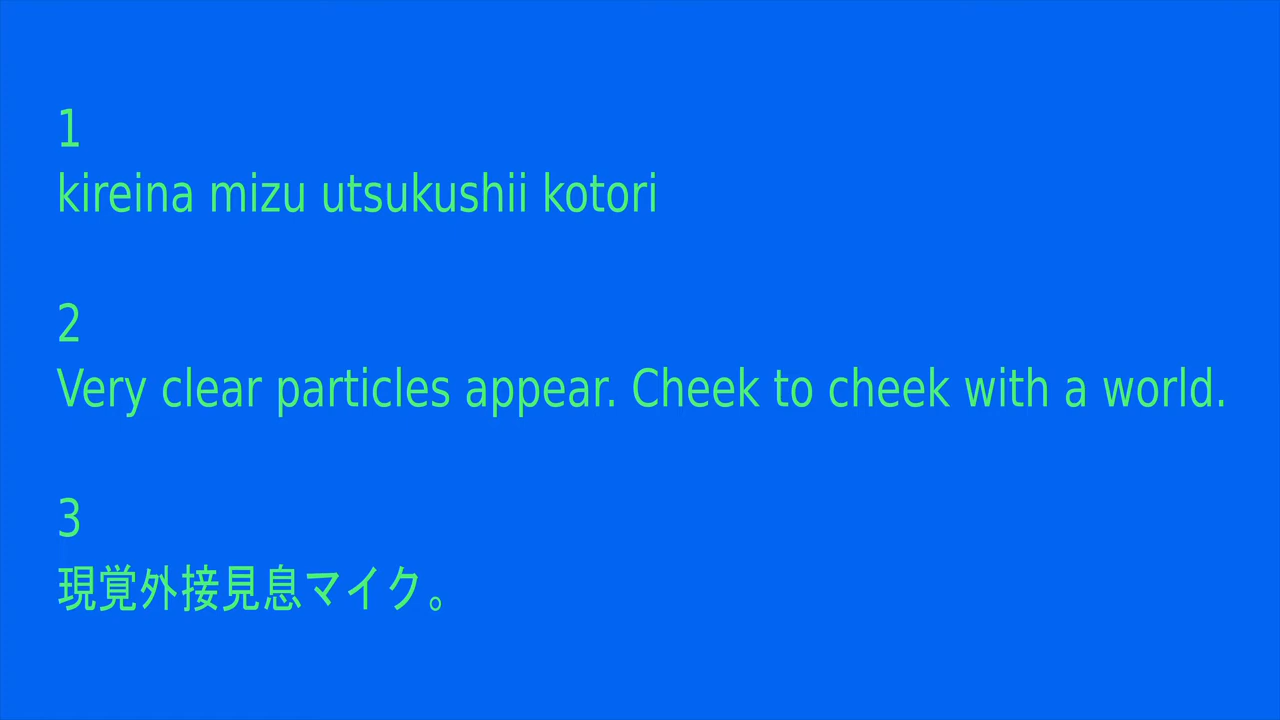 1
kireina mizu utsukushii kotori
2
Very clear particles appear. Cheek to cheek with a world.
3
現覚外接見息マイク。